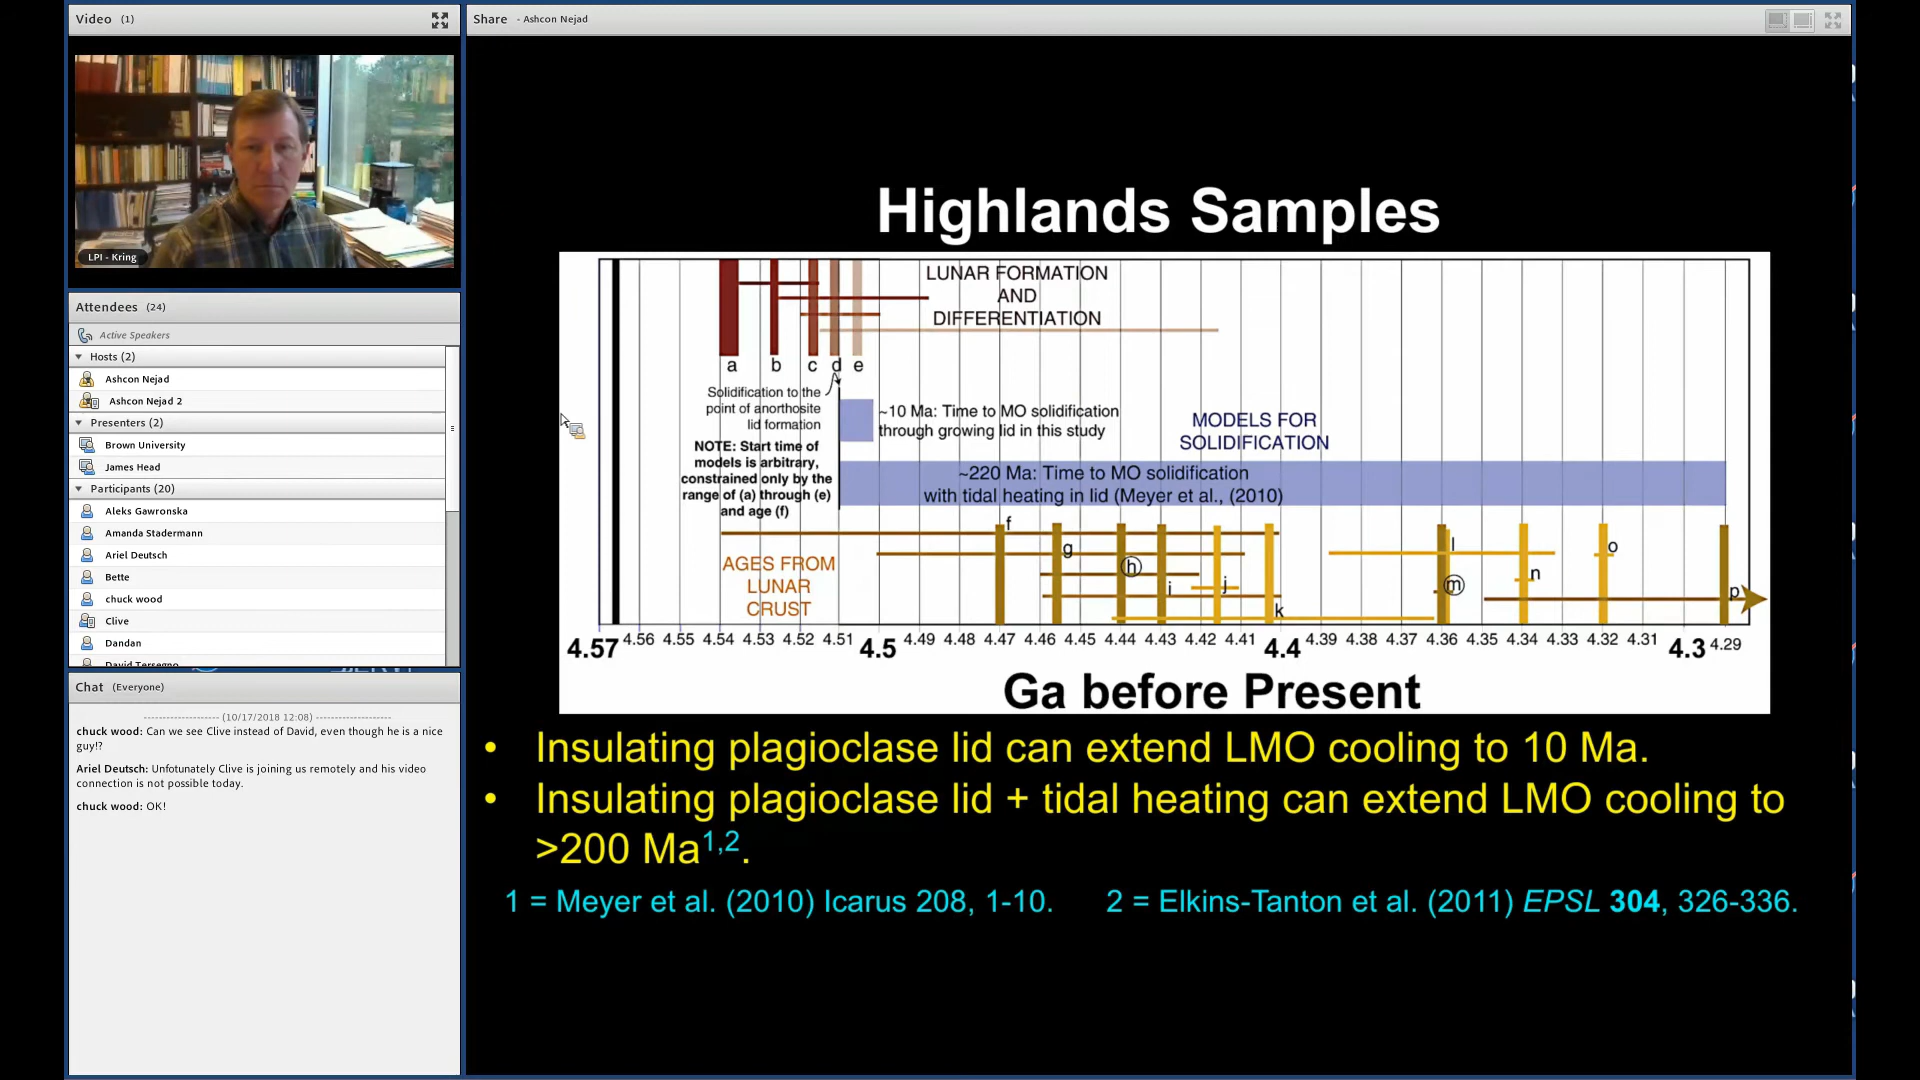 Video (1)
LPI - Kring
Attendees (24)
Active Speakers
Hosts (2)
Ashcon Nejad
Ashcon Nejad 2
Presenters (2)
Brown University
James Head
Participants (20)
Aleks Gawronska
Amanda Stadermann
Ariel Deutsch
Bette
chuck wood
Clive
Dandan
David Tersegno
Chat (Everyone)
(10/17/2018 12:08)
chuck wood: Can we see Clive instead of David, even though he is a nice
guy!?
Ariel Deutsch: Unfotunately Clive is joining us remotely and his video
connection is not possible today.
chuck wood: OK!
Share - Ashcon Nejad
Highlands Samples
LUNAR FORMATION
AND
DIFFERENTIATION
a b c d e
Solidification to the
point of anorthosite
lid formation
~10 Ma: Time to MO solidification
through growing lid in this study
MODELS FOR
SOLIDIFICATION
NOTE: Start time of
models is arbitrary,
constrained only by the
range of (a) through (e)
and age (f)
~220 Ma: Time to MO solidification
with tidal heating in lid (Meyer et al., (2010)
AGES FROM
LUNAR
CRUST
f g h i j k l m n o p
4.57 4.56 4.55 4.54 4.53 4.52 4.51 4.5 4.49 4.48 4.47 4.46 4.45 4.44 4.43 4.42 4.41 4.4 4.39 4.38 4.37 4.36 4.35 4.34 4.33 4.32 4.31 4.3 4.29
Ga before Present
• Insulating plagioclase lid can extend LMO cooling to 10 Ma.
• Insulating plagioclase lid + tidal heating can extend LMO cooling to
>200 Ma1,2.
1 = Meyer et al. (2010) Icarus 208, 1-10. 2 = Elkins-Tanton et al. (2011) EPSL 304, 326-336.